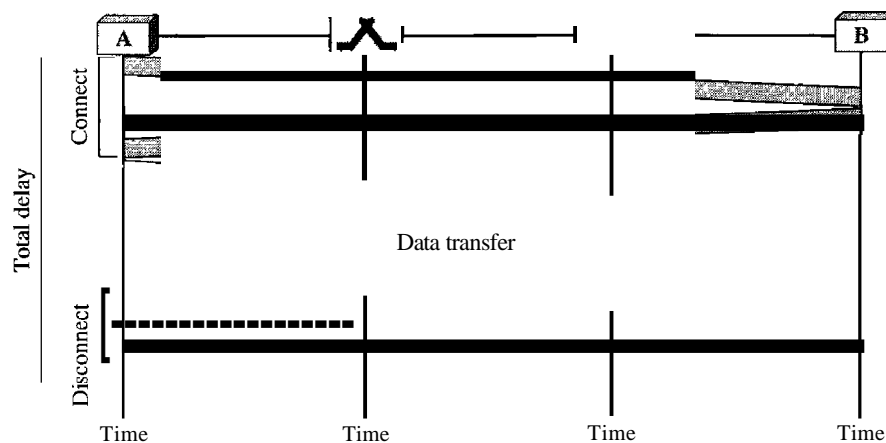 A
B
Connect
Total delay
Data transfer
Disconnect
Time Time Time Time